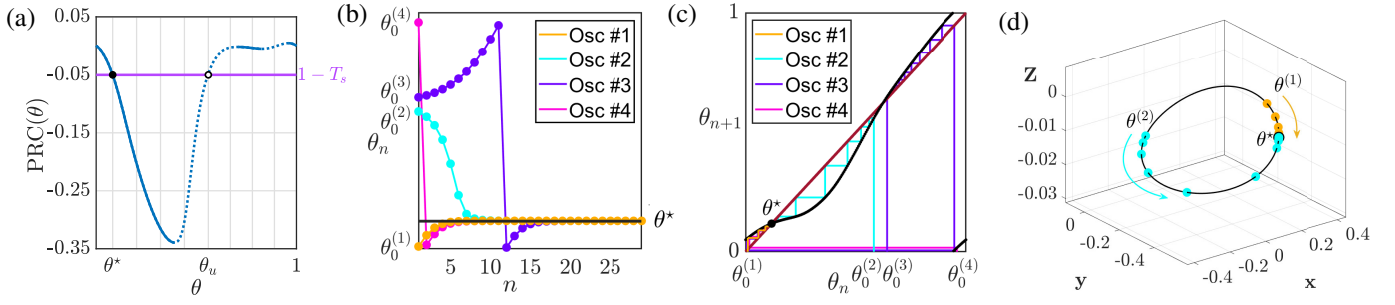 (a)
0.05
-0.05
-0.15
-0.25
-0.35
PRC(θ)
1 − T_s
θ* θ_u 1
θ
(b)
θ_0^{(4)}
θ_0^{(3)}
θ_0^{(2)}
θ_n
θ_0^{(1)}
Osc #1
Osc #2
Osc #3
Osc #4
θ*
5 15 25
n
(c)
1
θ_{n+1}
0
Osc #1
Osc #2
Osc #3
Osc #4
θ*
θ_0^{(1)} θ_n θ_0^{(2)} θ_0^{(3)} θ_0^{(4)}
(d)
Z
0
-0.01
-0.02
-0.03
θ^{(1)}
θ^{(2)}
θ*
0
-0.2
-0.4
y
-0.4
-0.2
0
0.2
0.4
x